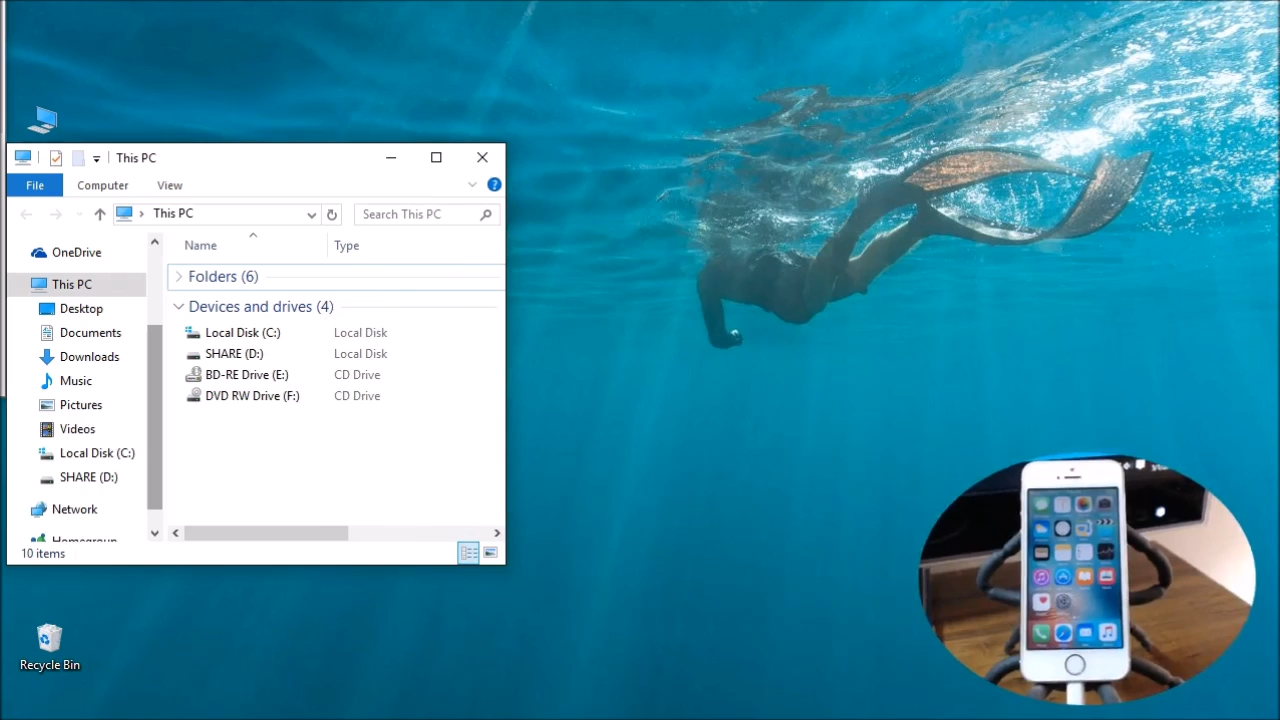 This PC
File
Computer
View
This PC
Search This PC
Name
Type
OneDrive
This PC
Desktop
Documents
Downloads
Music
Pictures
Videos
Local Disk (C:)
SHARE (D:)
Network
Homegroup
Folders (6)
Devices and drives (4)
Local Disk (C:) Local Disk
SHARE (D:) Local Disk
BD-RE Drive (E:) CD Drive
DVD RW Drive (F:) CD Drive
10 items
Recycle Bin